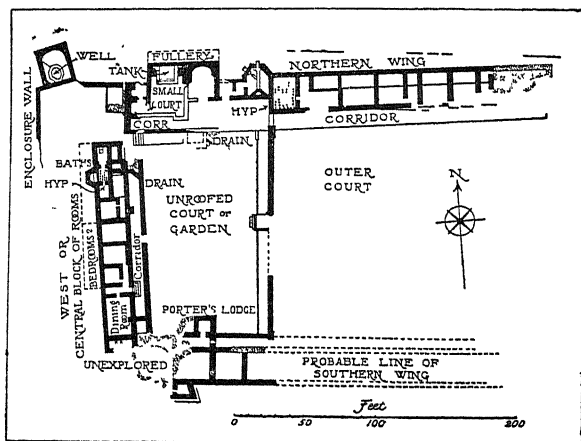 WELL
ENCLOSURE WALL
FULLERY
TANK
SMALL
COURT
CORR
NORTHERN WING
HYP
CORRIDOR
DRAIN
BATHS
HYP
DRAIN
UNROOFED
COURT or
GARDEN
OUTER
COURT
N
WEST OR
CENTRAL BLOCK OF ROOMS
BEDROOMS ?
Corridor
Dining
Room
PORTER'S LODGE
UNEXPLORED
PROBABLE LINE OF
SOUTHERN WING
Feet
0 50 100 200